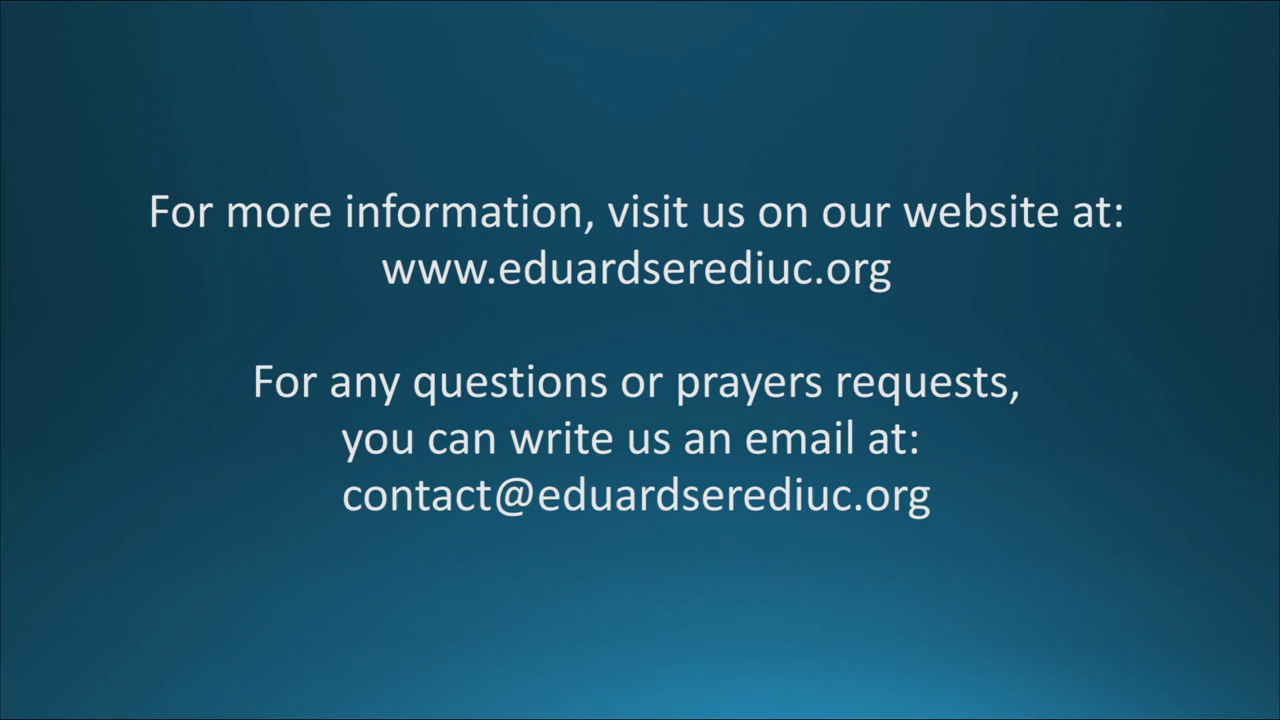 For more information, visit us on our website at:
www.eduardserediuc.org
For any questions or prayers requests,
you can write us an email at:
contact@eduardserediuc.org